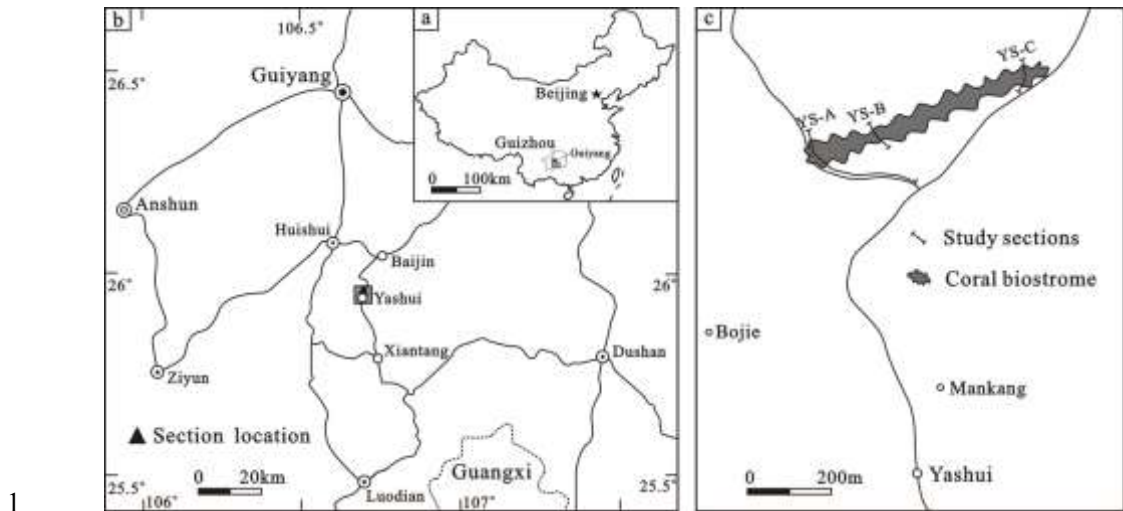 b
106.5°
26.5°
Guiyang
Anshun
Huishui
Baijin
26°
26°
Yashui
Xiantang
Dushan
Ziyun
Section location
0 20km
Guangxi
Luodian
25.5°
25.5°
106°
107°
a
Beijing
Guizhou
Guiyang
0 100km
c
YS-C
YS-B
YS-A
Study sections
Coral biostrome
Bojie
Mankang
Yashui
0 200m
1